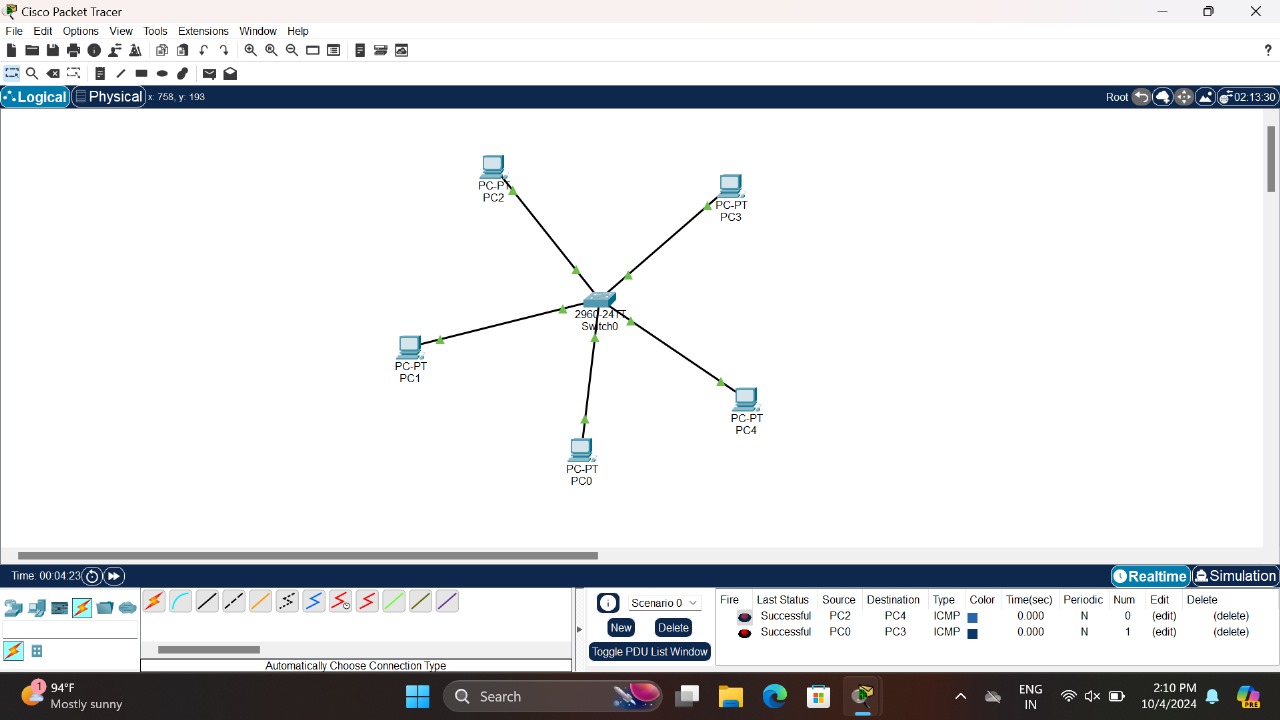 Cisco Packet Tracer
File Edit Options View Tools Extensions Window Help
?
Logical Physical x: 758, y: 193 Root 02:13:30
PC-PT
PC2
PC-PT
PC3
2960-24TT
Switch0
PC-PT
PC1
PC-PT
PC4
PC-PT
PC0
Time: 00:04:23 Realtime Simulation
Scenario 0
New Delete
Toggle PDU List Window
Fire Last Status Source Destination Type Color Time(sec) Periodic Num Edit Delete
Successful PC2 PC4 ICMP 0.000 N 0 (edit) (delete)
Successful PC0 PC3 ICMP 0.000 N 1 (edit) (delete)
Automatically Choose Connection Type
1
94°F
Mostly sunny
Search
ENG
IN
2:10 PM
10/4/2024
PRE